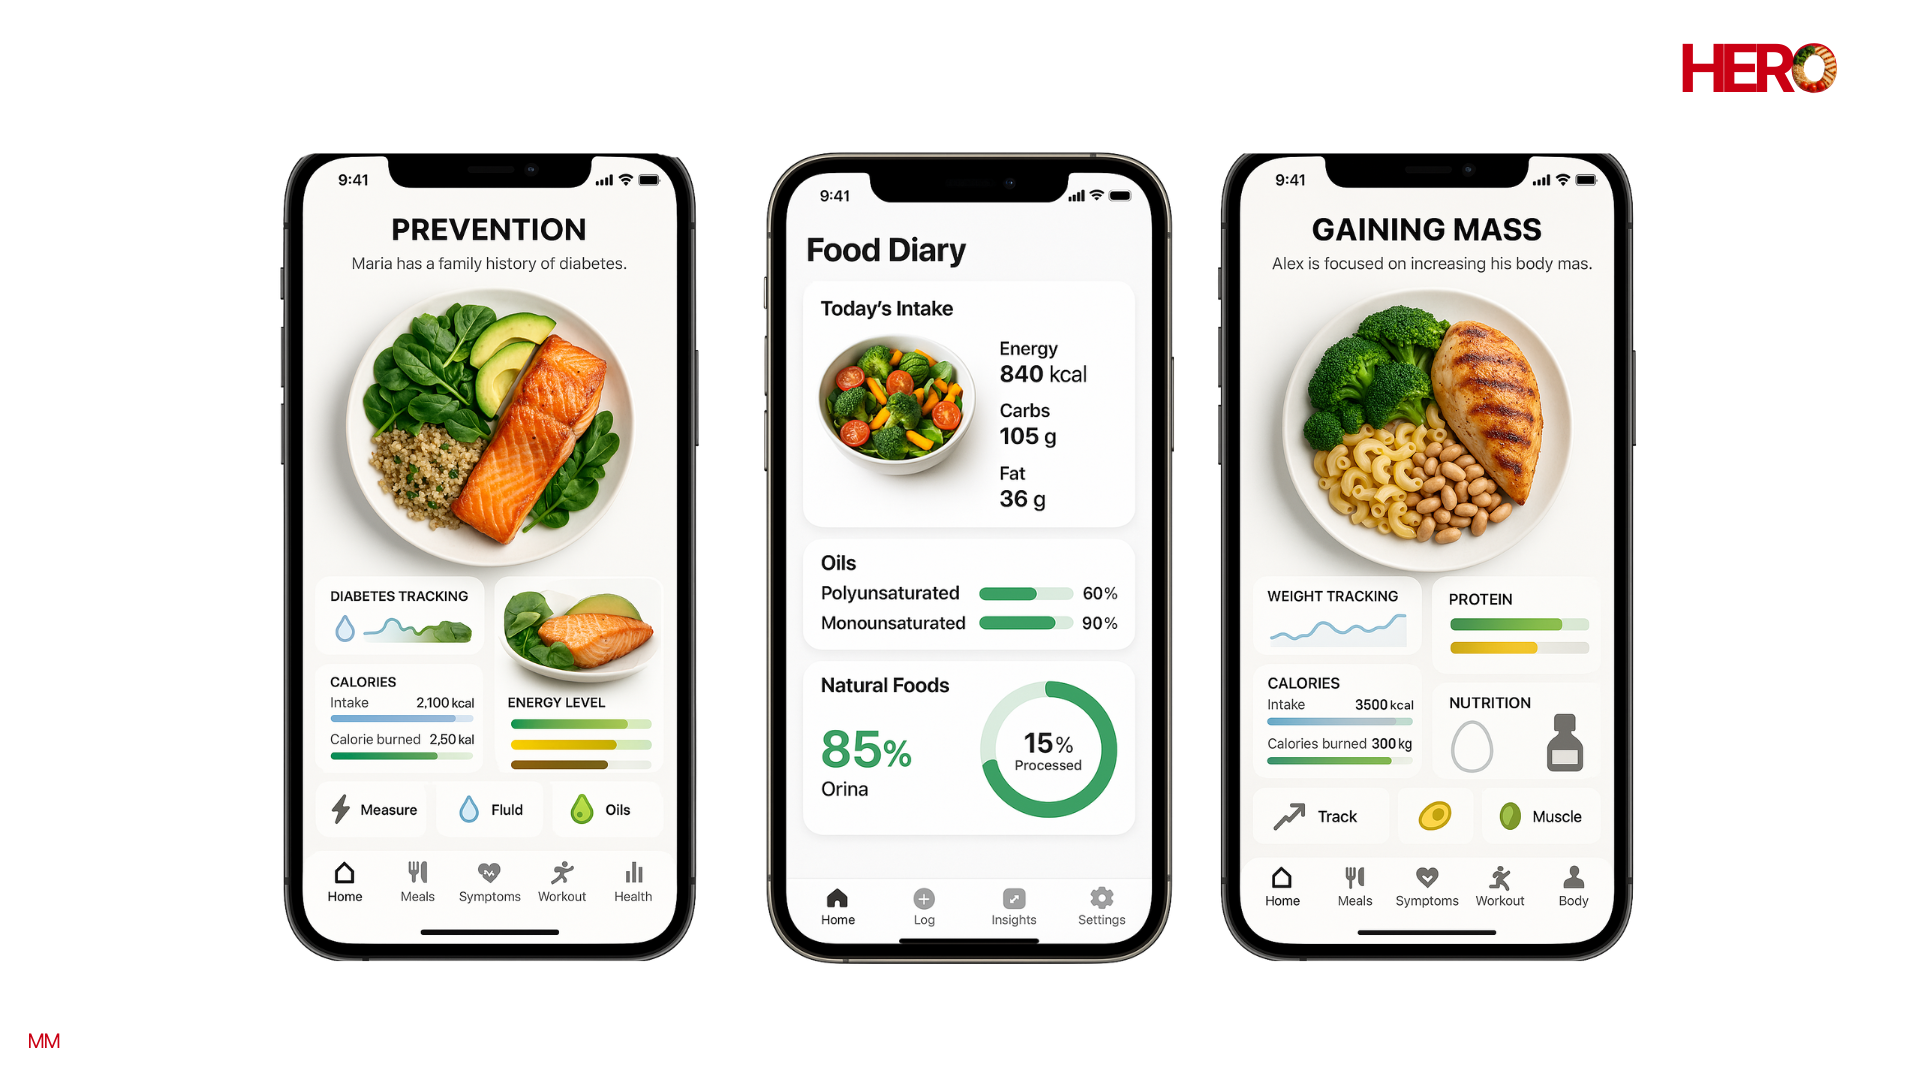 HERO
9:41
PREVENTION
Maria has a family history of diabetes.
DIABETES TRACKING
CALORIES
Intake 2,100 kcal
Calorie burned 2,50 kal
ENERGY LEVEL
Measure
Fluld
Oils
Home
Meals
Symptoms
Workout
Health
9:41
Food Diary
Today's Intake
Energy
840 kcal
Carbs
105 g
Fat
36 g
Oils
Polyunsaturated 60%
Monounsaturated 90%
Natural Foods
85%
Orina
15%
Processed
Home
Log
Insights
Settings
9:41
GAINING MASS
Alex is focused on increasing his body mas.
WEIGHT TRACKING
PROTEIN
CALORIES
Intake 3500 kcal
Calories burned 300 kg
NUTRITION
Track
Muscle
Home
Meals
Symptoms
Workout
Body
MM